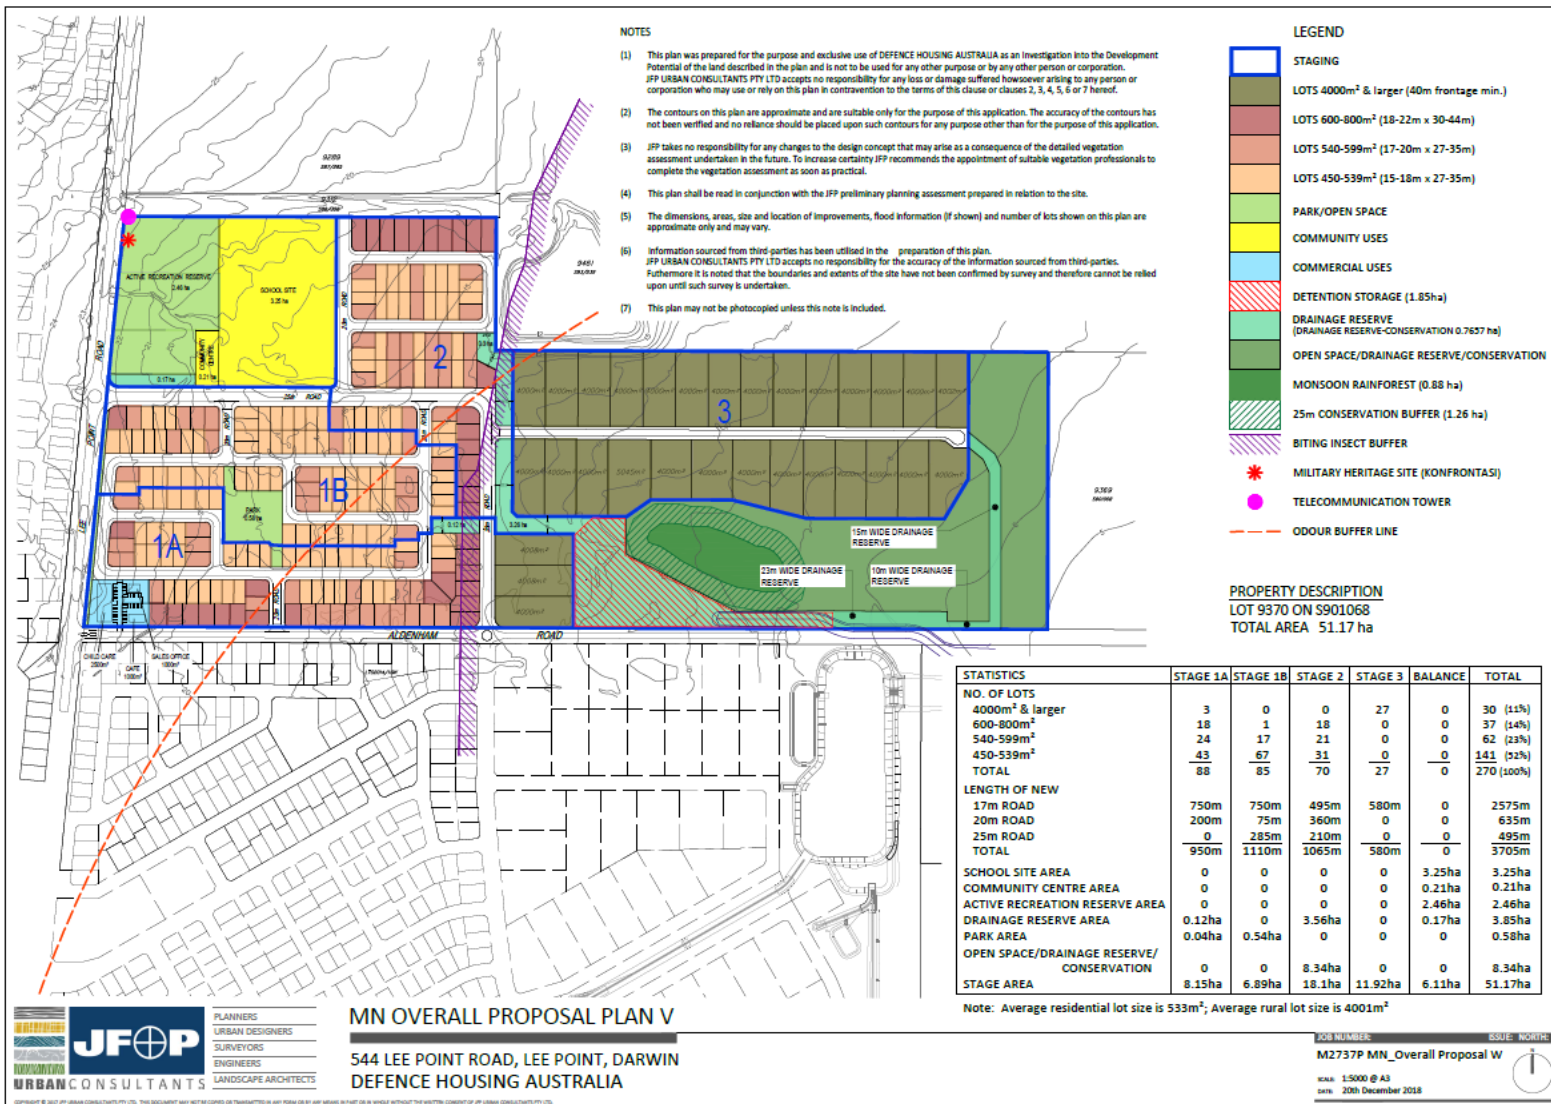 NOTES
(1) This plan was prepared for the purpose and exclusive use of DEFENCE HOUSING AUSTRALIA as an Investigation into the Development
Potential of the land described in the plan and is not to be used for any other purpose or by any other person or corporation.
JFP URBAN CONSULTANTS PTY LTD accepts no responsibility for any loss or damage suffered howsoever arising to any person or
corporation who may use or rely on this plan in contravention to the terms of this clause or clauses 2, 3, 4, 5, 6 or 7 hereof.
(2) The contours on this plan are approximate and are suitable only for the purpose of this application. The accuracy of the contours has
not been verified and no reliance should be placed upon such contours for any purpose other than for the purpose of this application.
(3) JFP takes no responsibility for any changes to the design concept that may arise as a consequence of the detailed vegetation
assessment undertaken in the future. To increase certainty JFP recommends the appointment of suitable vegetation professionals to
complete the vegetation assessment as soon as practical.
(4) This plan shall be read in conjunction with the JFP preliminary planning assessment prepared in relation to the site.
(5) The dimensions, areas, size and location of improvements, flood information (if shown) and number of lots shown on this plan are
approximate only and may vary.
(6) Information sourced from third-parties has been utilised in the preparation of this plan.
JFP URBAN CONSULTANTS PTY LTD accepts no responsibility for the accuracy of the information sourced from third-parties.
Futhermore it is noted that the boundaries and extents of the site have not been confirmed by survey and therefore cannot be relied
upon until such survey is undertaken.
(7) This plan may not be photocopied unless this note is included.
LEGEND
STAGING
LOTS 4000m² & larger (40m frontage min.)
LOTS 600-800m² (18-22m x 30-44m)
LOTS 540-599m² (17-20m x 27-35m)
LOTS 450-539m² (15-18m x 27-35m)
PARK/OPEN SPACE
COMMUNITY USES
COMMERCIAL USES
DETENTION STORAGE (1.85ha)
DRAINAGE RESERVE
(DRAINAGE RESERVE-CONSERVATION 0.7657 ha)
OPEN SPACE/DRAINAGE RESERVE/CONSERVATION
MONSOON RAINFOREST (0.88 ha)
25m CONSERVATION BUFFER (1.26 ha)
BITING INSECT BUFFER
MILITARY HERITAGE SITE (KONFRONTASI)
TELECOMMUNICATION TOWER
ODOUR BUFFER LINE
PROPERTY DESCRIPTION
LOT 9370 ON S901068
TOTAL AREA 51.17 ha
ACTIVE RECREATION RESERVE
2.46 ha
SCHOOL SITE
3.25 ha
COMMUNITY CENTRE
0.21 ha
0.17 ha
25m ROAD
LEE POINT ROAD
1A
1B
2
3
PARK
0.12 ha
3.26 ha
15m WIDE DRAINAGE
RESERVE
23m WIDE DRAINAGE
RESERVE
10m WIDE DRAINAGE
RESERVE
ALDENHAM ROAD
CHILD CARE
2500m²
CAFE
1000m²
SALES OFFICE
1000m²
9369
STATISTICS STAGE 1A STAGE 1B STAGE 2 STAGE 3 BALANCE TOTAL
NO. OF LOTS
4000m² & larger 3 0 0 27 0 30 (11%)
600-800m² 18 1 18 0 0 37 (14%)
540-599m² 24 17 21 0 0 62 (23%)
450-539m² 43 67 31 0 0 141 (52%)
TOTAL 88 85 70 27 0 270 (100%)
LENGTH OF NEW
17m ROAD 750m 750m 495m 580m 0 2575m
20m ROAD 200m 75m 360m 0 0 635m
25m ROAD 0 285m 210m 0 0 495m
TOTAL 950m 1110m 1065m 580m 0 3705m
SCHOOL SITE AREA 0 0 0 0 3.25ha 3.25ha
COMMUNITY CENTRE AREA 0 0 0 0 0.21ha 0.21ha
ACTIVE RECREATION RESERVE AREA 0 0 0 0 2.46ha 2.46ha
DRAINAGE RESERVE AREA 0.12ha 0 3.56ha 0 0.17ha 3.85ha
PARK AREA 0.04ha 0.54ha 0 0 0 0.58ha
OPEN SPACE/DRAINAGE RESERVE/
CONSERVATION 0 0 8.34ha 0 0 8.34ha
STAGE AREA 8.15ha 6.89ha 18.1ha 11.92ha 6.11ha 51.17ha
Note: Average residential lot size is 533m²; Average rural lot size is 4001m²
JFP
URBAN CONSULTANTS
PLANNERS
URBAN DESIGNERS
SURVEYORS
ENGINEERS
LANDSCAPE ARCHITECTS
MN OVERALL PROPOSAL PLAN V
544 LEE POINT ROAD, LEE POINT, DARWIN
DEFENCE HOUSING AUSTRALIA
JOB NUMBER: ISSUE: NORTH:
M2737P MN_Overall Proposal W
SCALE: 1:5000 @ A3
DATE: 20th December 2018